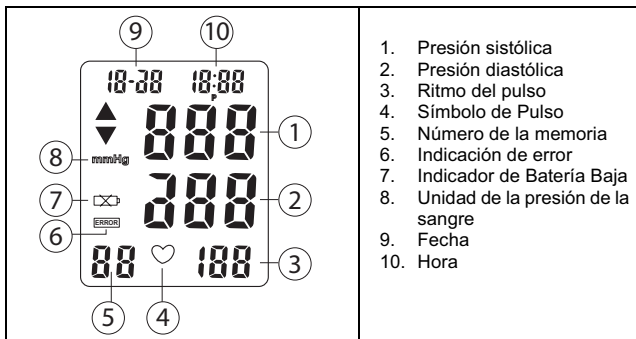 9
10
18-28
18:88
P
888
1
8
mmHg
288
2
7
6
ERROR
88
188
3
5
4
1. Presión sistólica
2. Presión diastólica
3. Ritmo del pulso
4. Símbolo de Pulso
5. Número de la memoria
6. Indicación de error
7. Indicador de Batería Baja
8. Unidad de la presión de la
sangre
9. Fecha
10. Hora